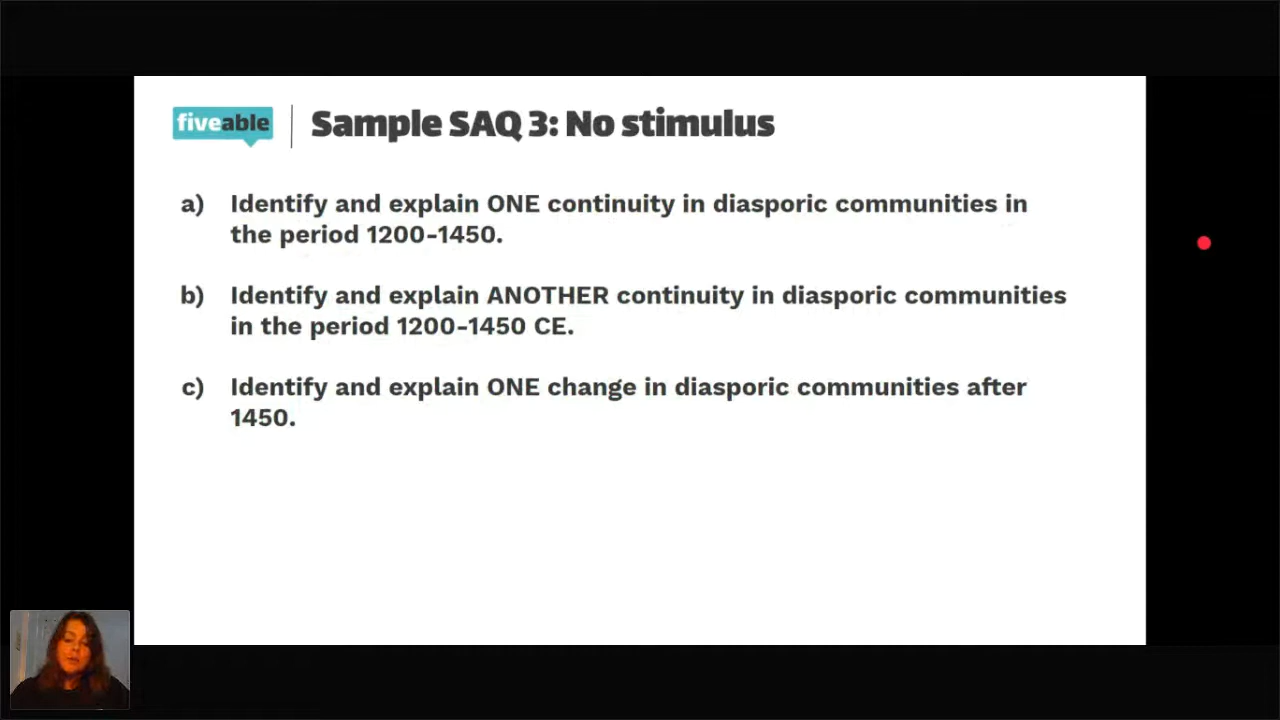 fiveable
Sample SAQ 3: No stimulus
a) Identify and explain ONE continuity in diasporic communities in
the period 1200-1450.
b) Identify and explain ANOTHER continuity in diasporic communities
in the period 1200-1450 CE.
c) Identify and explain ONE change in diasporic communities after
1450.